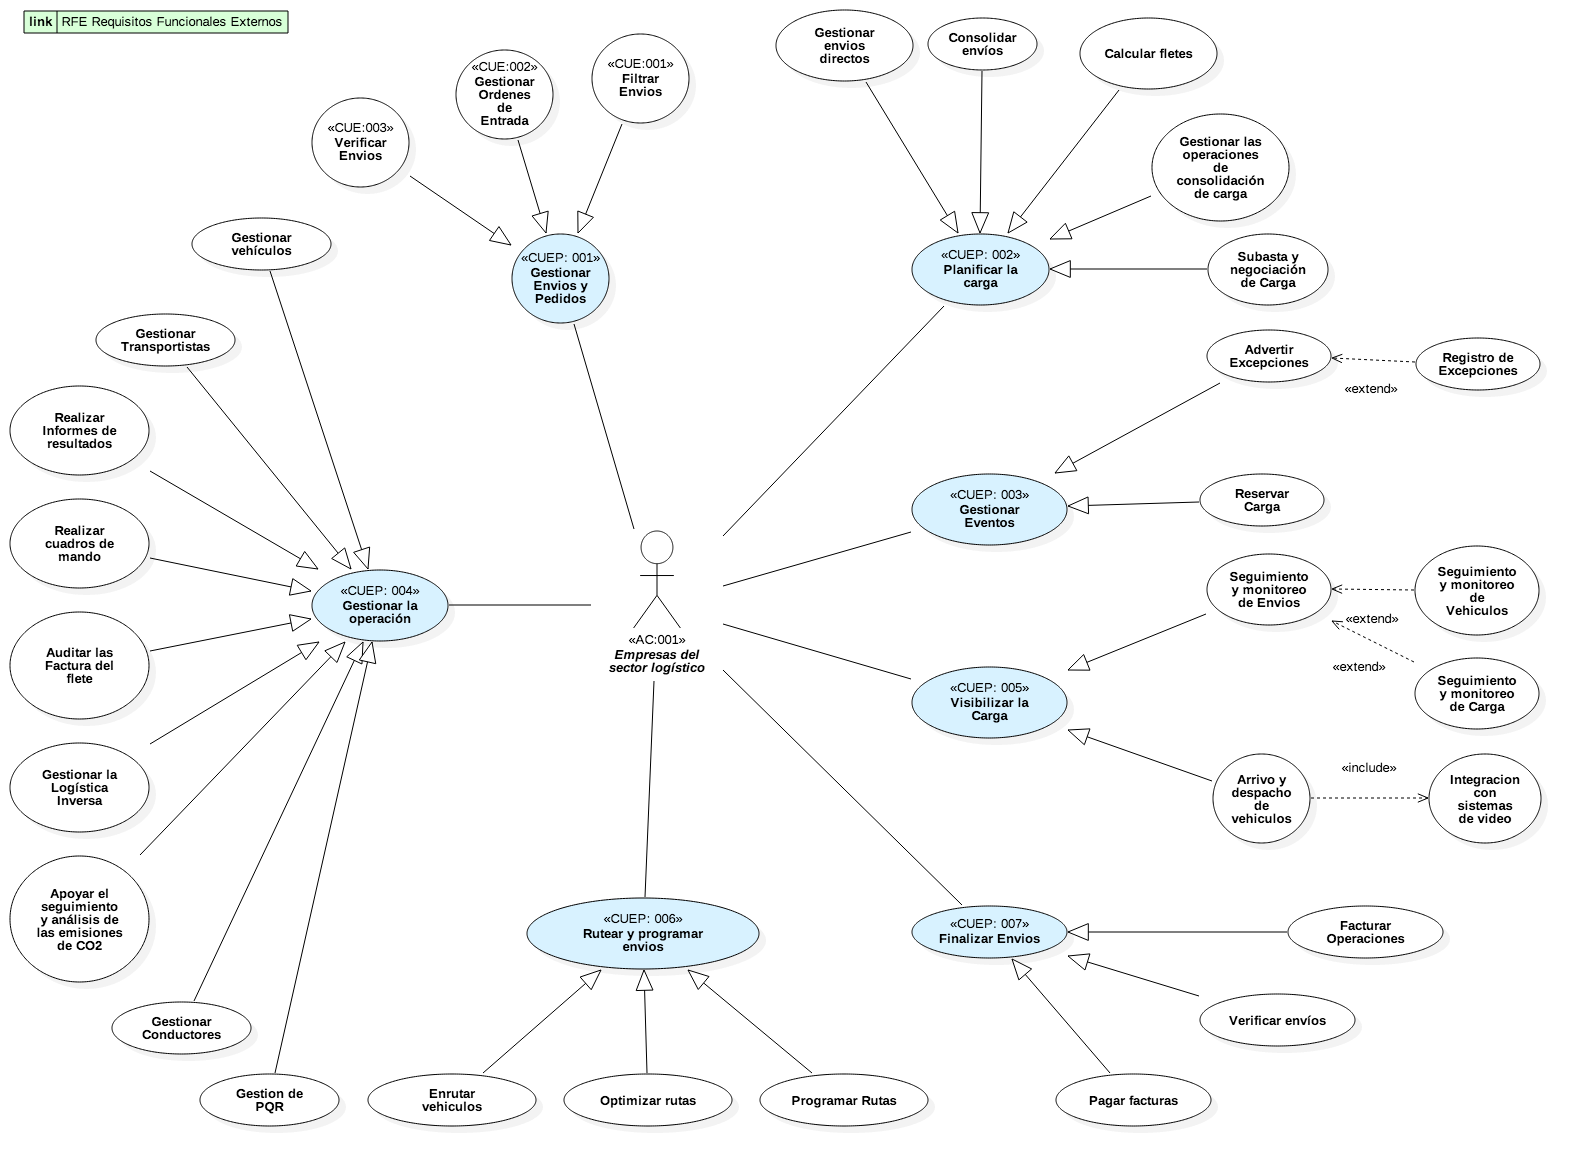 link RFE Requisitos Funcionales Externos
«CUE:003»
Verificar
Envios
«CUE:002»
Gestionar
Ordenes
de
Entrada
«CUE:001»
Filtrar
Envios
«CUEP: 001»
Gestionar
Envios y
Pedidos
Gestionar
envios
directos
Consolidar
envíos
Calcular fletes
Gestionar las
operaciones
de
consolidación
de carga
Subasta y
negociación
de Carga
«CUEP: 002»
Planificar la
carga
Advertir
Excepciones
Registro de
Excepciones
«extend»
«CUEP: 003»
Gestionar
Eventos
Reservar
Carga
Gestionar
vehículos
Gestionar
Transportistas
Realizar
Informes de
resultados
Realizar
cuadros de
mando
Auditar las
Factura del
flete
Gestionar la
Logística
Inversa
Apoyar el
seguimiento
y análisis de
las emisiones
de CO2
Gestionar
Conductores
Gestion de
PQR
«CUEP: 004»
Gestionar la
operación
«AC:001»
Empresas del
sector logístico
Seguimiento
y monitoreo
de Envios
Seguimiento
y monitoreo
de
Vehiculos
«extend»
«extend»
Seguimiento
y monitoreo
de Carga
«CUEP: 005»
Visibilizar la
Carga
Arrivo y
despacho
de
vehiculos
«include»
Integracion
con
sistemas
de video
«CUEP: 006»
Rutear y programar
envios
Enrutar
vehiculos
Optimizar rutas
Programar Rutas
«CUEP: 007»
Finalizar Envios
Facturar
Operaciones
Verificar envíos
Pagar facturas